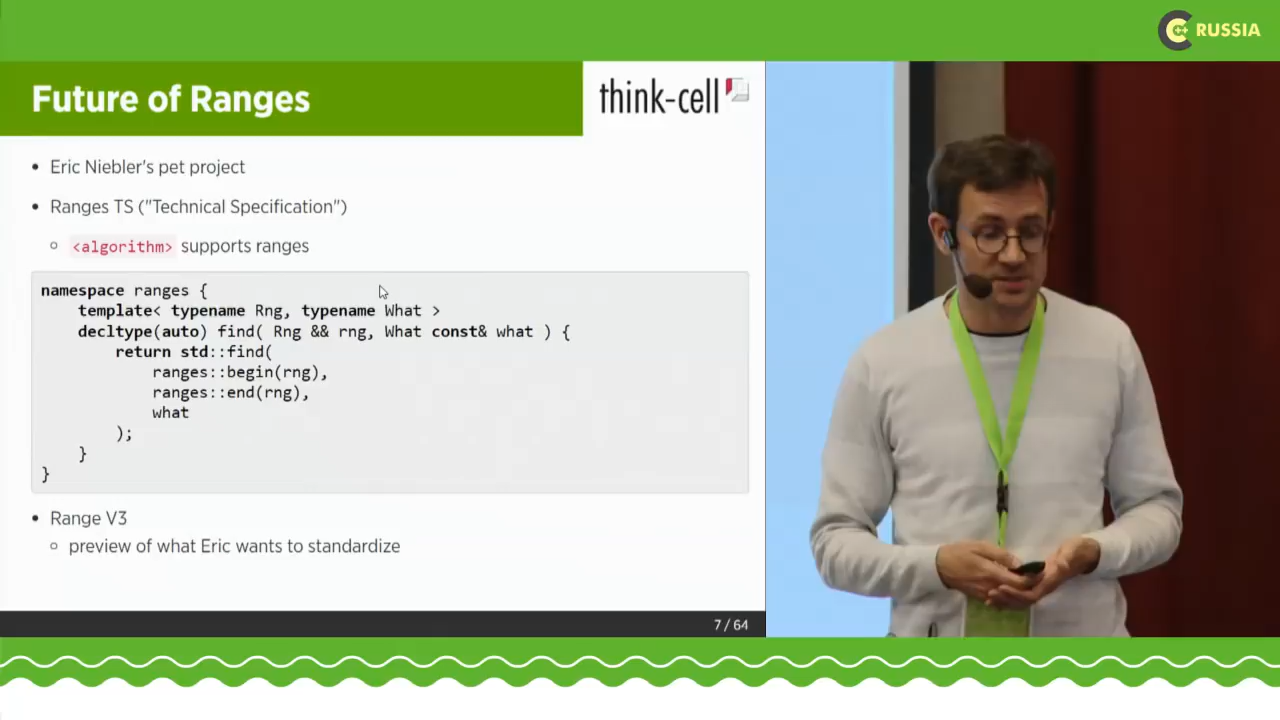 C++ RUSSIA
Future of Ranges
think-cell
• Eric Niebler's pet project
• Ranges TS ("Technical Specification")
<algorithm> supports ranges
namespace ranges {
template< typename Rng, typename What >
decltype(auto) find( Rng && rng, What const& what ) {
return std::find(
ranges::begin(rng),
ranges::end(rng),
what
);
}
}
• Range V3
preview of what Eric wants to standardize
7 / 64